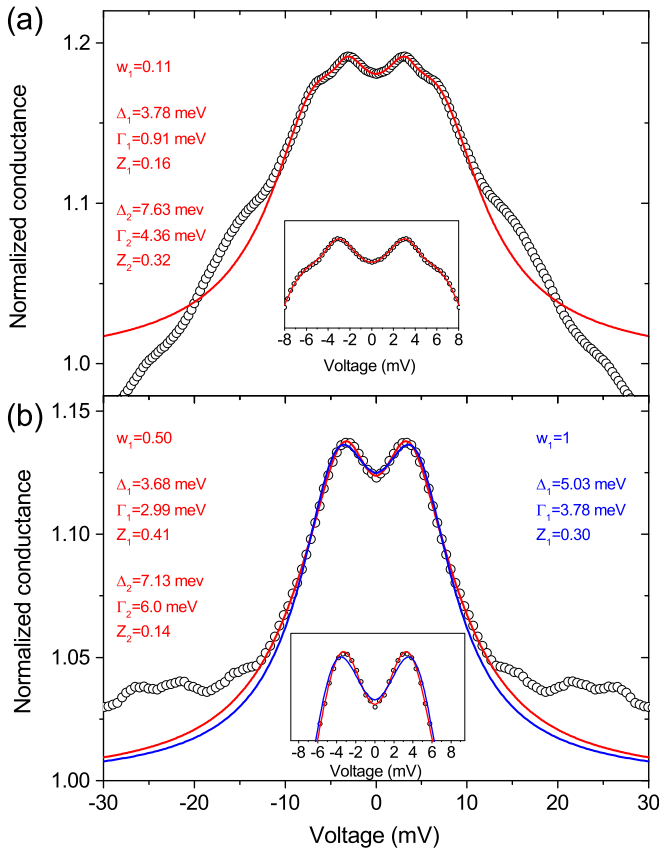 (a)
1.2
1.1
1.0
Normalized conductance
w₁=0.11
Δ₁=3.78 meV
Γ₁=0.91 meV
Z₁=0.16
Δ₂=7.63 mev
Γ₂=4.36 meV
Z₂=0.32
-8 -6 -4 -2 0 2 4 6 8
Voltage (mV)
(b)
1.15
1.10
1.05
1.00
Normalized conductance
w₁=0.50
Δ₁=3.68 meV
Γ₁=2.99 meV
Z₁=0.41
Δ₂=7.13 mev
Γ₂=6.0 meV
Z₂=0.14
w₁=1
Δ₁=5.03 meV
Γ₁=3.78 meV
Z₁=0.30
-8 -6 -4 -2 0 2 4 6 8
Voltage (mV)
-30 -20 -10 0 10 20 30
Voltage (mV)